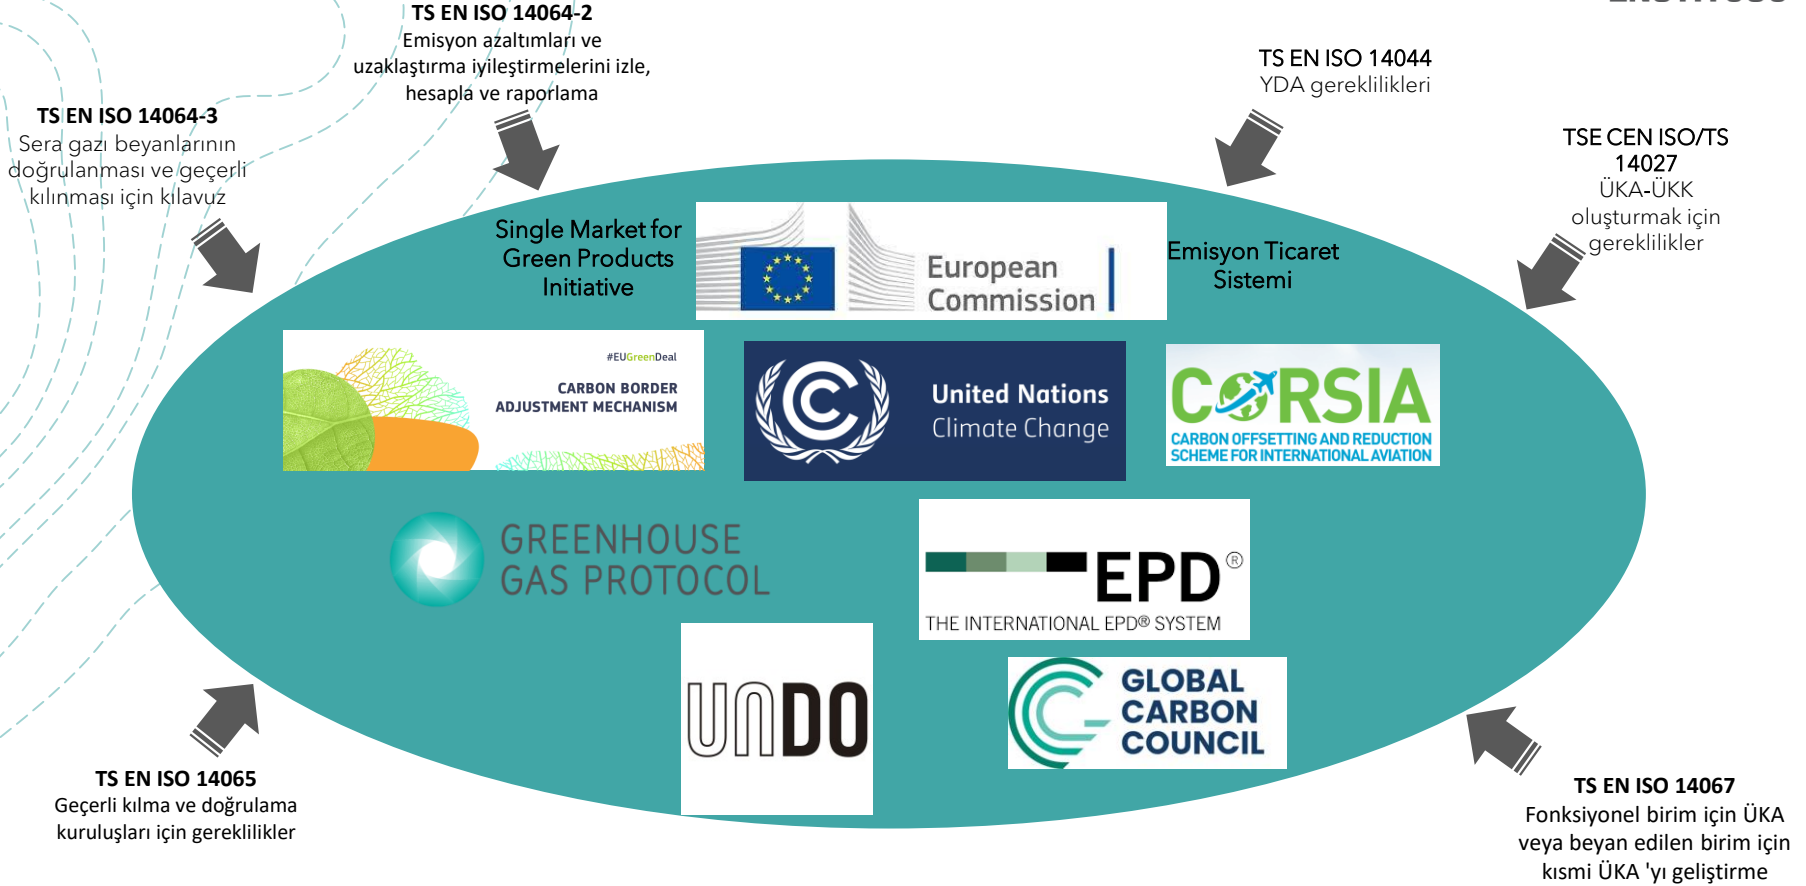 TS EN ISO 14064-2
Emisyon azaltımları ve
uzaklaştırma iyileştirmelerini izle,
hesapla ve raporlama
TS EN ISO 14064-3
Sera gazı beyanlarının
doğrulanması ve geçerli
kılınması için kılavuz
TS EN ISO 14044
YDA gereklilikleri
TSE CEN ISO/TS
14027
ÜKA-ÜKK
oluşturmak için
gereklilikler
Single Market for
Green Products
Initiative
European
Commission
Emisyon Ticaret
Sistemi
#EUGreenDeal
CARBON BORDER
ADJUSTMENT MECHANISM
United Nations
Climate Change
CORSIA
CARBON OFFSETTING AND REDUCTION
SCHEME FOR INTERNATIONAL AVIATION
GREENHOUSE
GAS PROTOCOL
EPD®
THE INTERNATIONAL EPD® SYSTEM
UNDO
GLOBAL
CARBON
COUNCIL
TS EN ISO 14065
Geçerli kılma ve doğrulama
kuruluşları için gereklilikler
TS EN ISO 14067
Fonksiyonel birim için ÜKA
veya beyan edilen birim için
kısmi ÜKA 'yı geliştirme